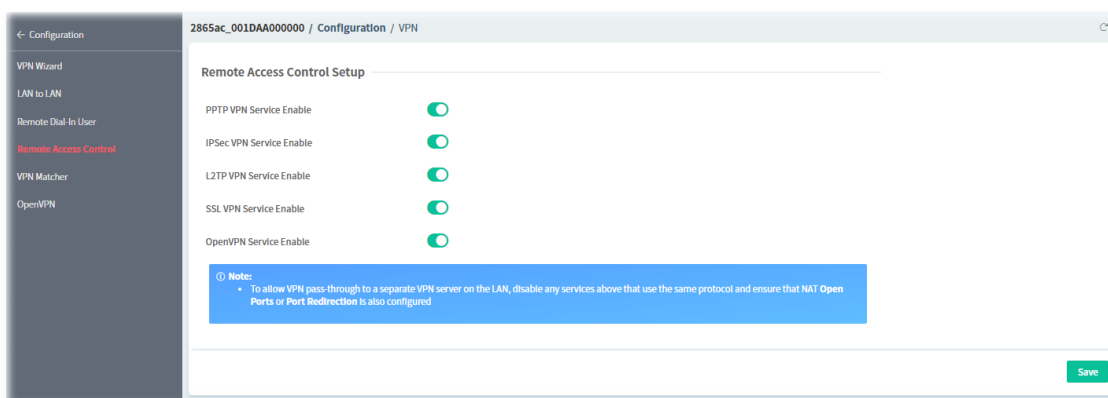 ← Configuration
2865ac_001DAA000000 / Configuration / VPN
VPN Wizard
LAN to LAN
Remote Dial-In User
Remote Access Control
VPN Matcher
OpenVPN
Remote Access Control Setup
PPTP VPN Service Enable
IPSec VPN Service Enable
L2TP VPN Service Enable
SSL VPN Service Enable
OpenVPN Service Enable
Note:
• To allow VPN pass-through to a separate VPN server on the LAN, disable any services above that use the same protocol and ensure that NAT Open
Ports or Port Redirection is also configured
Save